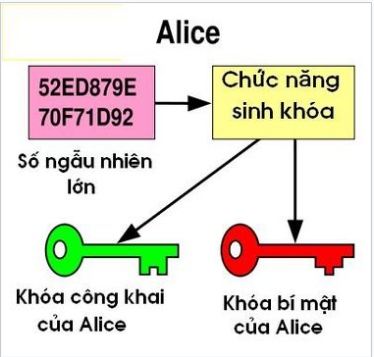 Alice
52ED879E
70F71D92
Chức năng
sinh khóa
Số ngẫu nhiên
lớn
Khóa công khai
của Alice
Khóa bí mật
của Alice